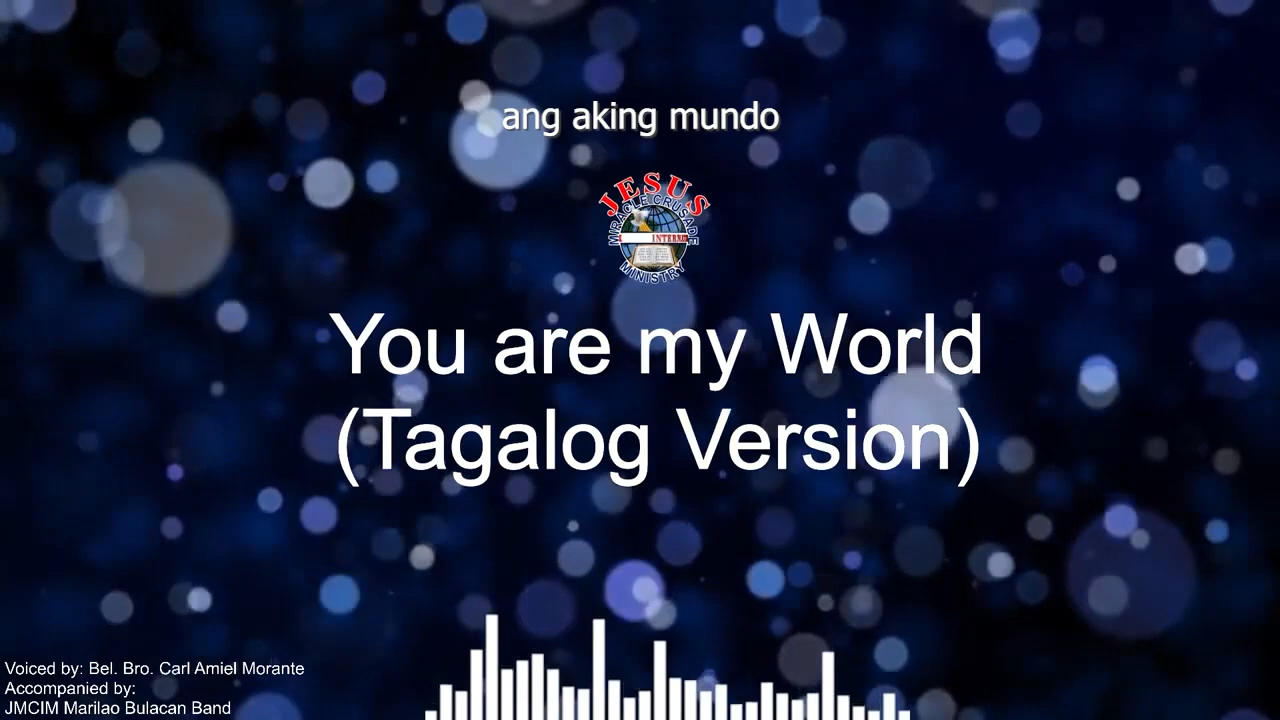 ang aking mundo
JESUS
MIRACLE CRUSADE
MINISTRY
You are my World
(Tagalog Version)
Voiced by: Bel. Bro. Carl Amiel Morante
Accompanied by:
JMCIM Marilao Bulacan Band